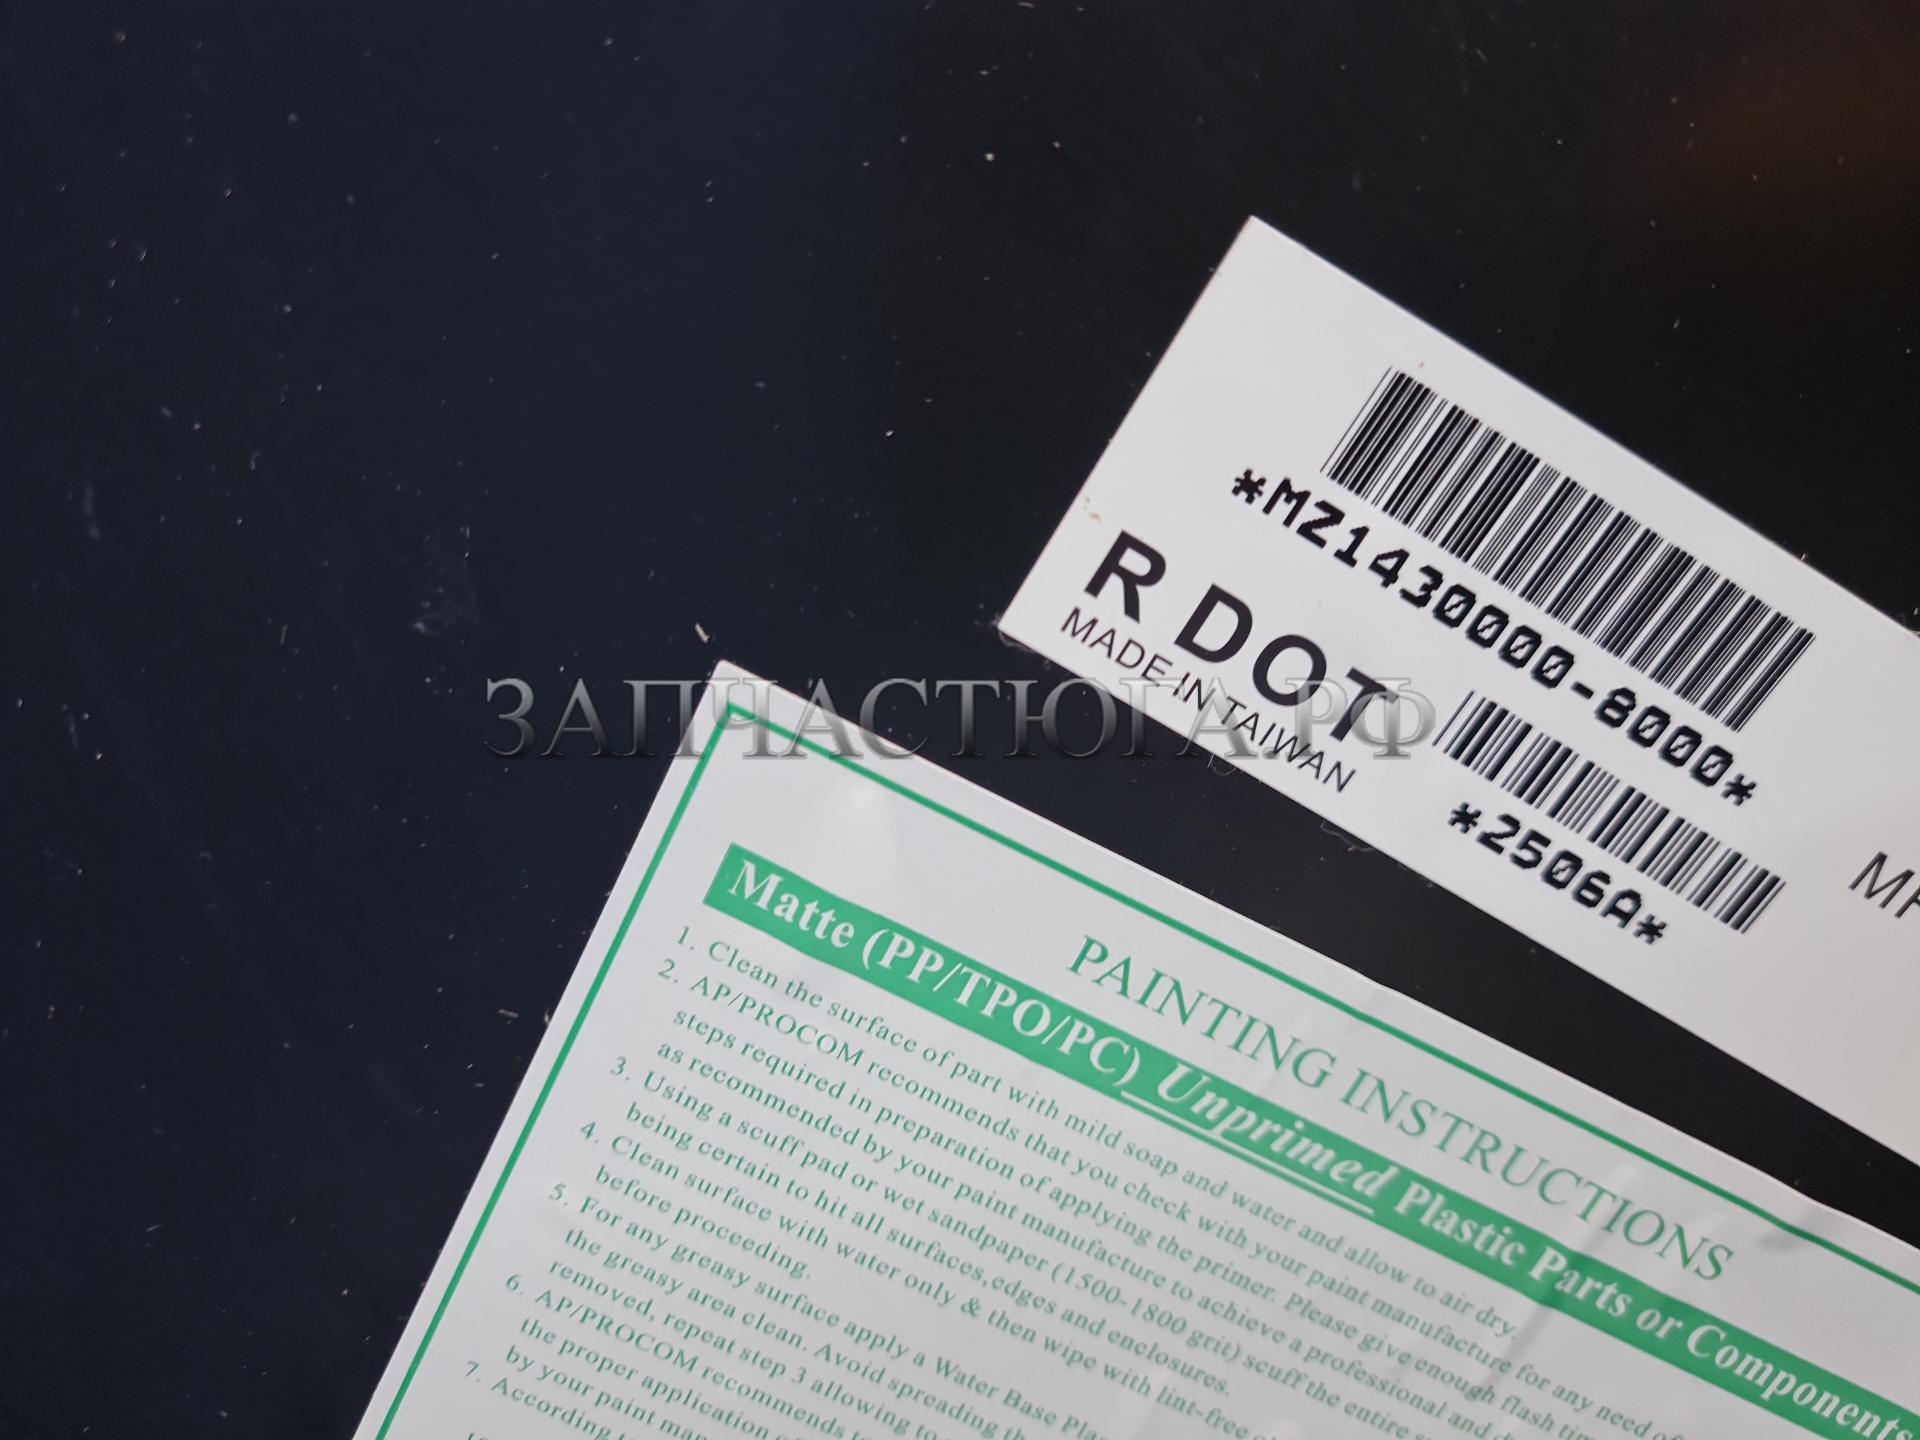 *MZ1430000-8000*
R DOT
MADE IN TAIWAN
*2506A*
ЗАПЧАСТЮГА.РФ
PAINTING INSTRUCTIONS
Matte (PP/TPO/PC) Unprimed Plastic Parts or Components
1. Clean the surface of part with mild soap and water and allow to air dry.
2. AP/PROCOM recommends that you check with your paint manufacture for any need of
steps required in preparation of applying the primer. Please give enough flash
as recommended by your paint manufacture to achieve a professional and
3. Using a scuff pad or wet sandpaper (1500-1800 grit) scuff the entire
being certain to hit all surfaces,edges and enclosures.
4. Clean surface with water only & then wipe with lint-free
before proceeding.
5. For any greasy surface apply a Water Base
the greasy area clean. Avoid spreading
removed, repeat step 3 allowing to
6. AP/PROCOM recommends
the proper application
by your paint
7. According